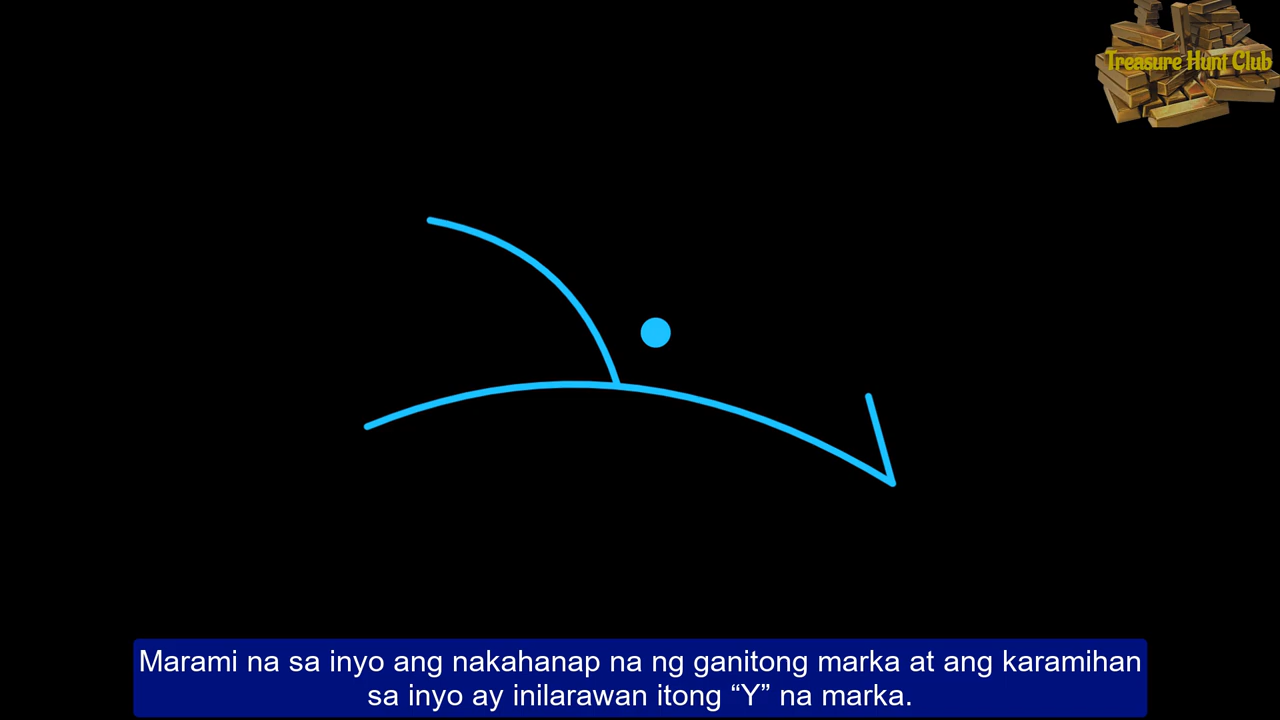 Treasure Hunt Club
Marami na sa inyo ang nakahanap na ng ganitong marka at ang karamihan
sa inyo ay inilarawan itong “Y” na marka.